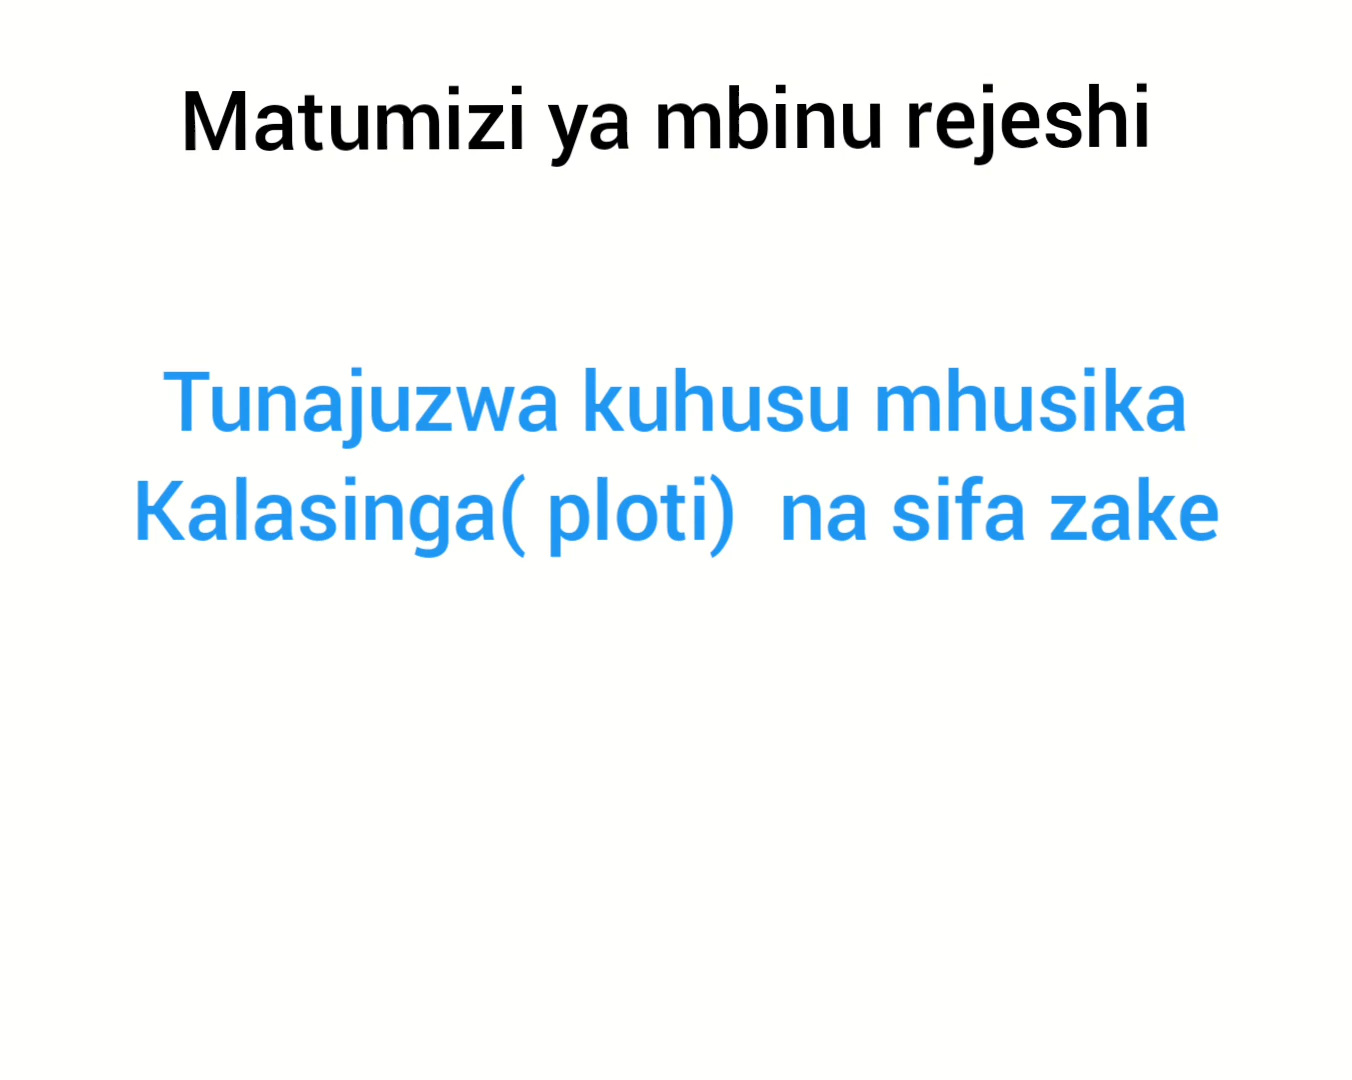 Matumizi ya mbinu rejeshi
Tunajuzwa kuhusu mhusika
Kalasinga( ploti)  na sifa zake